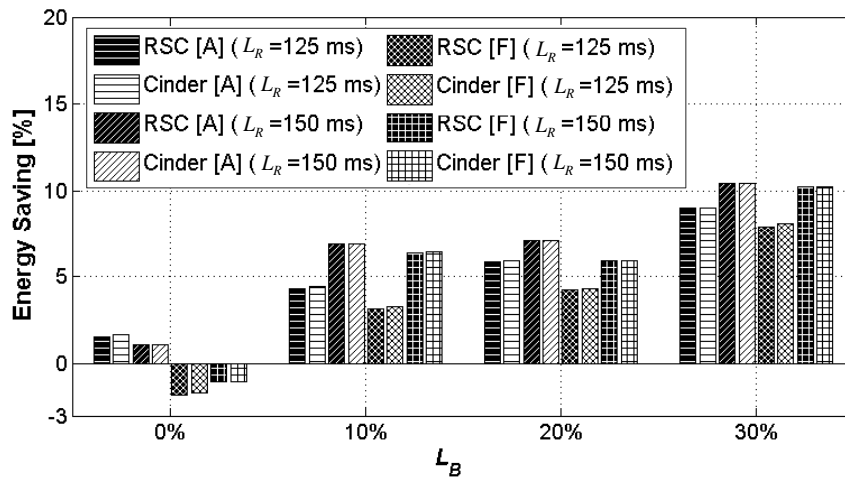 20
15
10
5
0
-3
Energy Saving [%]
RSC [A] ( L_R =125 ms)
Cinder [A] ( L_R =125 ms)
RSC [A] ( L_R =150 ms)
Cinder [A] ( L_R =150 ms)
RSC [F] ( L_R =125 ms)
Cinder [F] ( L_R =125 ms)
RSC [F] ( L_R =150 ms)
Cinder [F] ( L_R =150 ms)
0% 10% 20% 30%
L_B